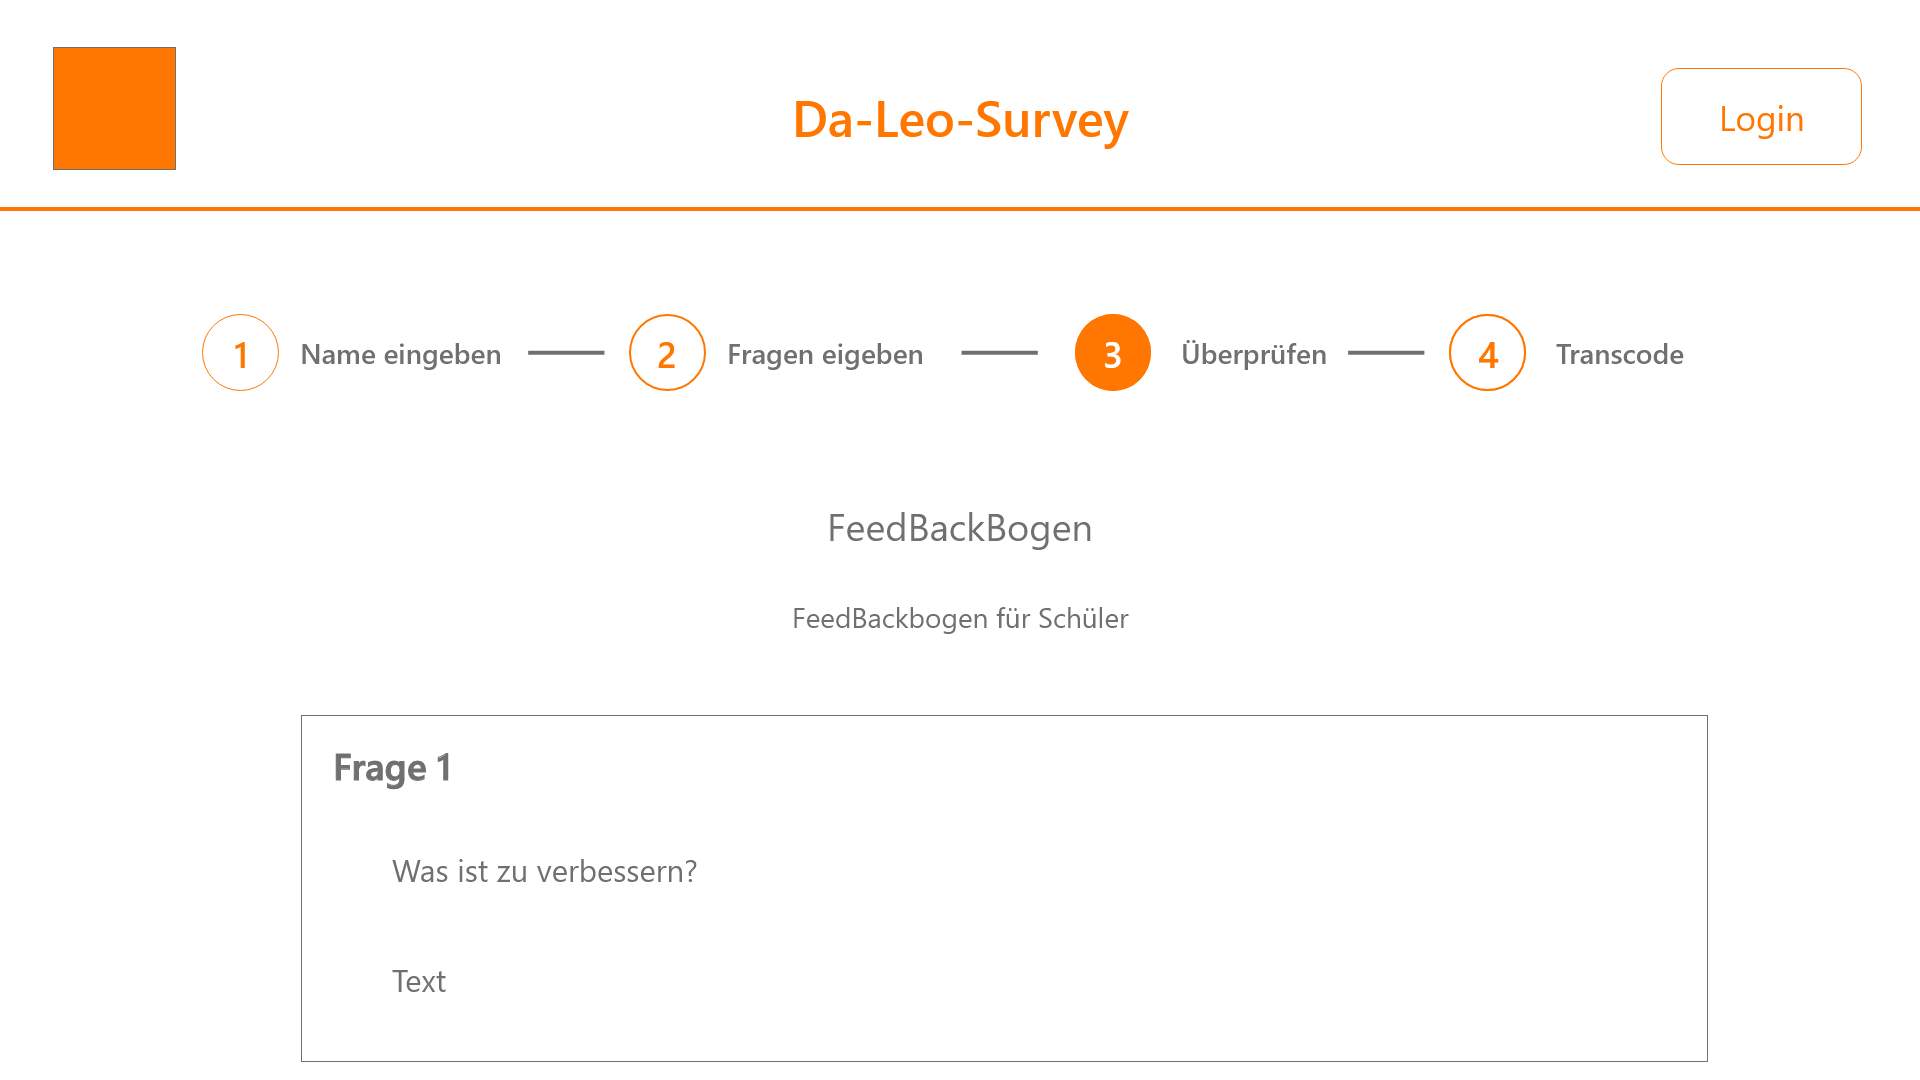 Da-Leo-Survey
Login
1 Name eingeben 2 Fragen eigeben 3 Überprüfen 4 Transcode
FeedBackBogen
FeedBackbogen für Schüler
Frage 1
Was ist zu verbessern?
Text